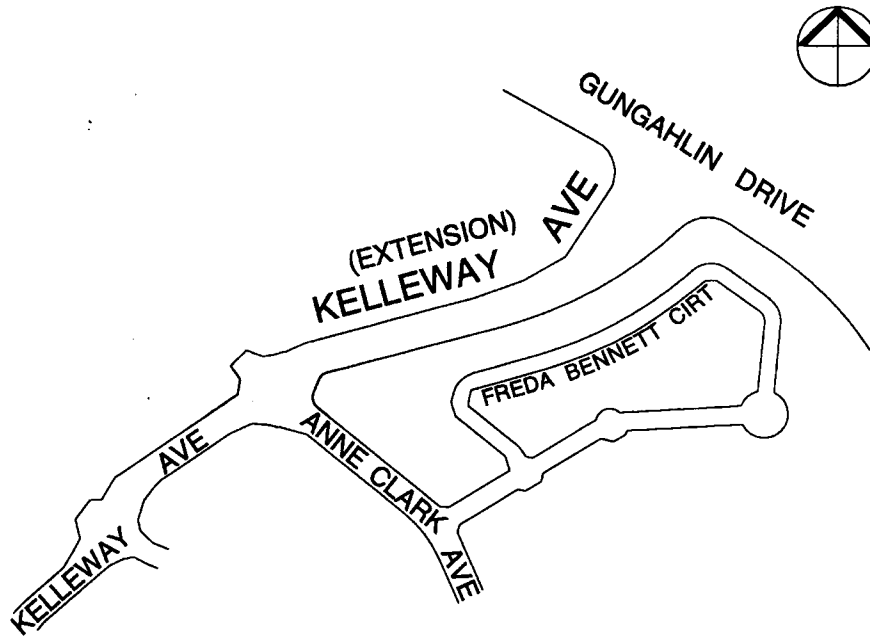 GUNGAHLIN DRIVE
(EXTENSION)
KELLEWAY AVE
FREDA BENNETT CIRT
ANNE CLARK AVE
KELLEWAY AVE